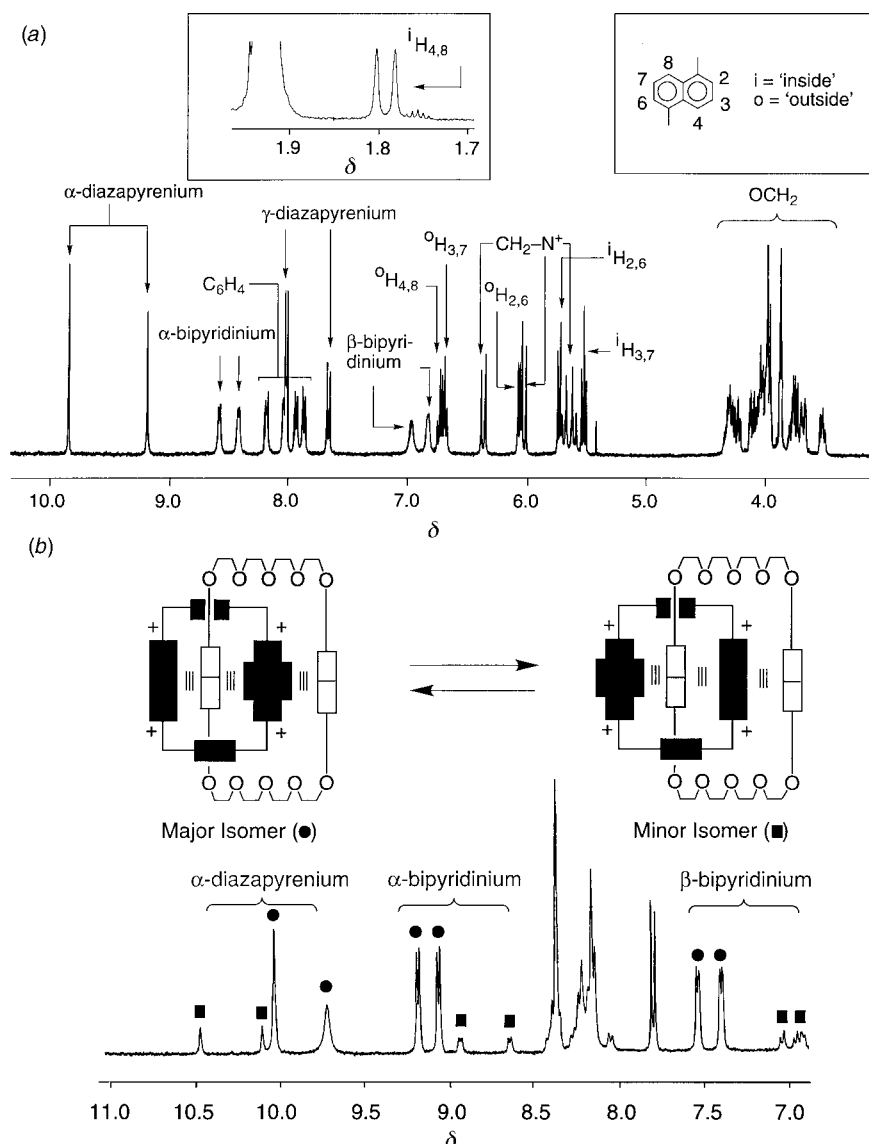 (a)
iH4,8
1.9
1.8
1.7
δ
8
7
6
2
3
4
i = 'inside'
o = 'outside'
α-diazapyrenium
γ-diazapyrenium
OCH2
C6H4
α-bipyridinium
β-bipyri-
dinium
oH4,8
oH3,7
oH2,6
CH2–N+
iH2,6
iH3,7
10.0
9.0
8.0
7.0
6.0
5.0
4.0
δ
(b)
O O O O O
+ +
+ +
O O O O O
Major Isomer (●)
O O O O O
+ +
+ +
O O O O O
Minor Isomer (■)
α-diazapyrenium
α-bipyridinium
β-bipyridinium
11.0
10.5
10.0
9.5
9.0
8.5
8.0
7.5
7.0
δ